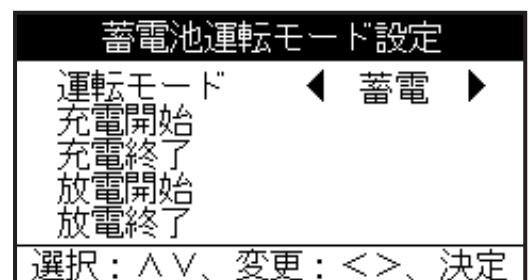 蓄電池運転モード設定
運転モード ◀ 蓄電 ▶
充電開始
充電終了
放電開始
放電終了
選択：∧∨、変更：＜＞、決定